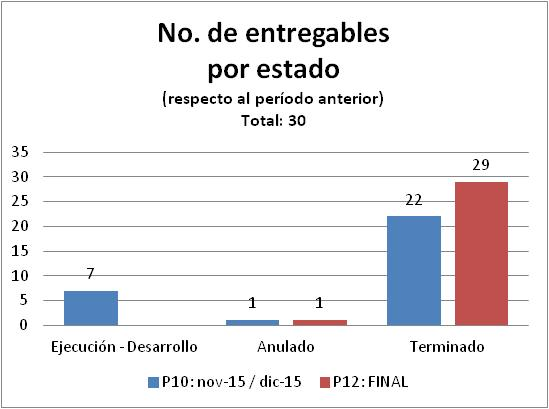 No. de entregables
por estado
(respecto al período anterior)
Total: 30
35
30
25
20
15
10
5
0
7
1
1
22
29
Ejecución - Desarrollo
Anulado
Terminado
P10: nov-15 / dic-15
P12: FINAL